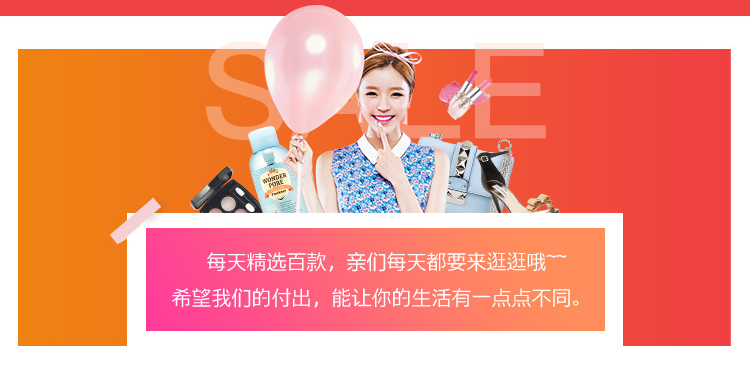 SALE
WONDER
PORE
Freshner
每天精选百款，亲们每天都要来逛逛哦~~
希望我们的付出，能让你的生活有一点点不同。